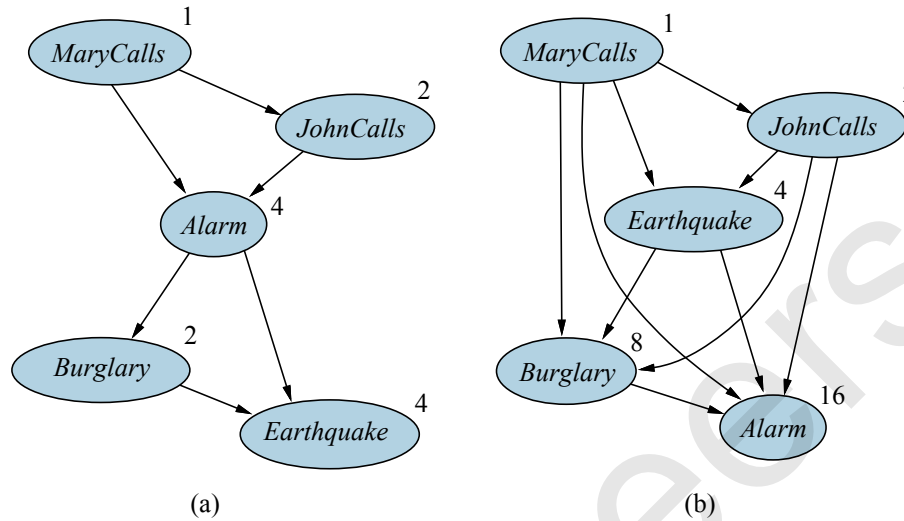 1
MaryCalls
2
JohnCalls
4
Alarm
2
Burglary
4
Earthquake
(a)
1
MaryCalls
JohnCalls
4
Earthquake
8
Burglary
16
Alarm
(b)